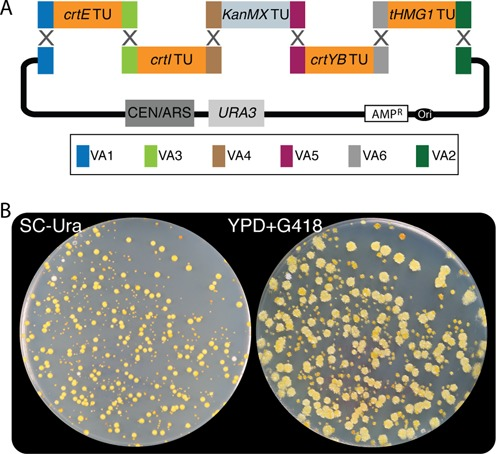 A
crtE TU KanMX TU tHMG1 TU
crtI TU crtYB TU
CEN/ARS URA3 AMPR Ori
VA1 VA3 VA4 VA5 VA6 VA2
B
SC-Ura YPD+G418